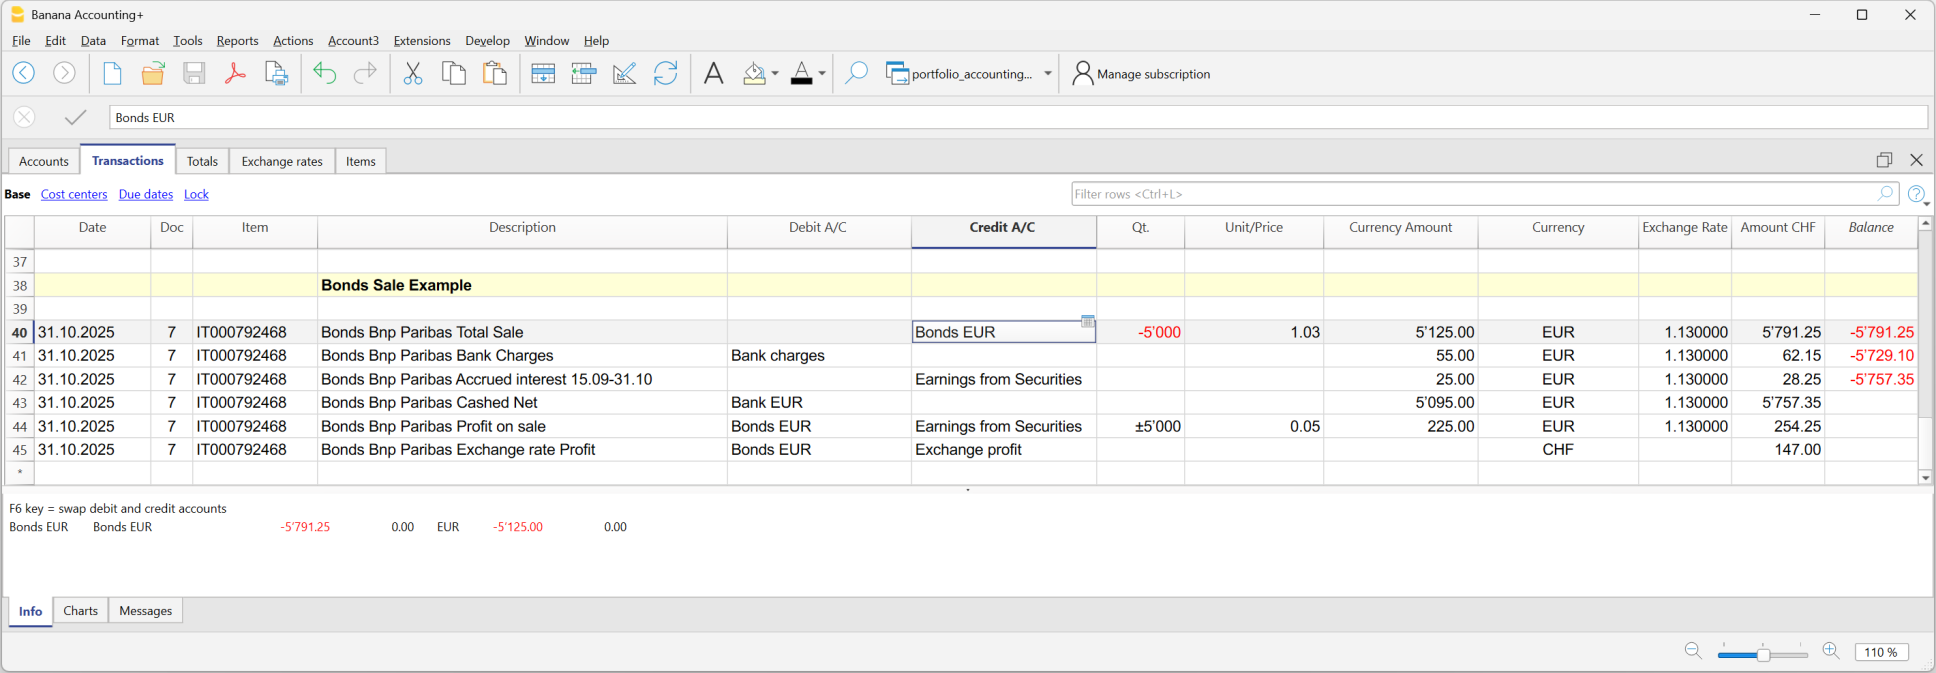 Banana Accounting+
File Edit Data Format Tools Reports Actions Account3 Extensions Develop Window Help
portfolio_accounting... Manage subscription
Bonds EUR
Accounts Transactions Totals Exchange rates Items
Base Cost centers Due dates Lock Filter rows <Ctrl+L>
Date Doc Item Description Debit A/C Credit A/C Qt. Unit/Price Currency Amount Currency Exchange Rate Amount CHF Balance
37
38 Bonds Sale Example
39
40 31.10.2025 7 IT000792468 Bonds Bnp Paribas Total Sale Bonds EUR -5'000 1.03 5'125.00 EUR 1.130000 5'791.25 -5'791.25
41 31.10.2025 7 IT000792468 Bonds Bnp Paribas Bank Charges Bank charges 55.00 EUR 1.130000 62.15 -5'729.10
42 31.10.2025 7 IT000792468 Bonds Bnp Paribas Accrued interest 15.09-31.10 Earnings from Securities 25.00 EUR 1.130000 28.25 -5'757.35
43 31.10.2025 7 IT000792468 Bonds Bnp Paribas Cashed Net Bank EUR 5'095.00 EUR 1.130000 5'757.35
44 31.10.2025 7 IT000792468 Bonds Bnp Paribas Profit on sale Bonds EUR Earnings from Securities ±5'000 0.05 225.00 EUR 1.130000 254.25
45 31.10.2025 7 IT000792468 Bonds Bnp Paribas Exchange rate Profit Bonds EUR Exchange profit CHF 147.00
*
F6 key = swap debit and credit accounts
Bonds EUR Bonds EUR -5'791.25 0.00 EUR -5'125.00 0.00
Info Charts Messages
110 %